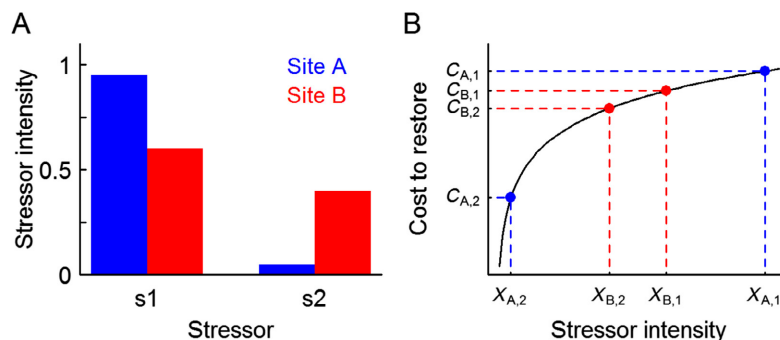 A
Stressor intensity
1
0.5
0
Site A
Site B
s1
s2
Stressor
B
Cost to restore
C_A,1
C_B,1
C_B,2
C_A,2
X_A,2
X_B,2
X_B,1
X_A,1
Stressor intensity